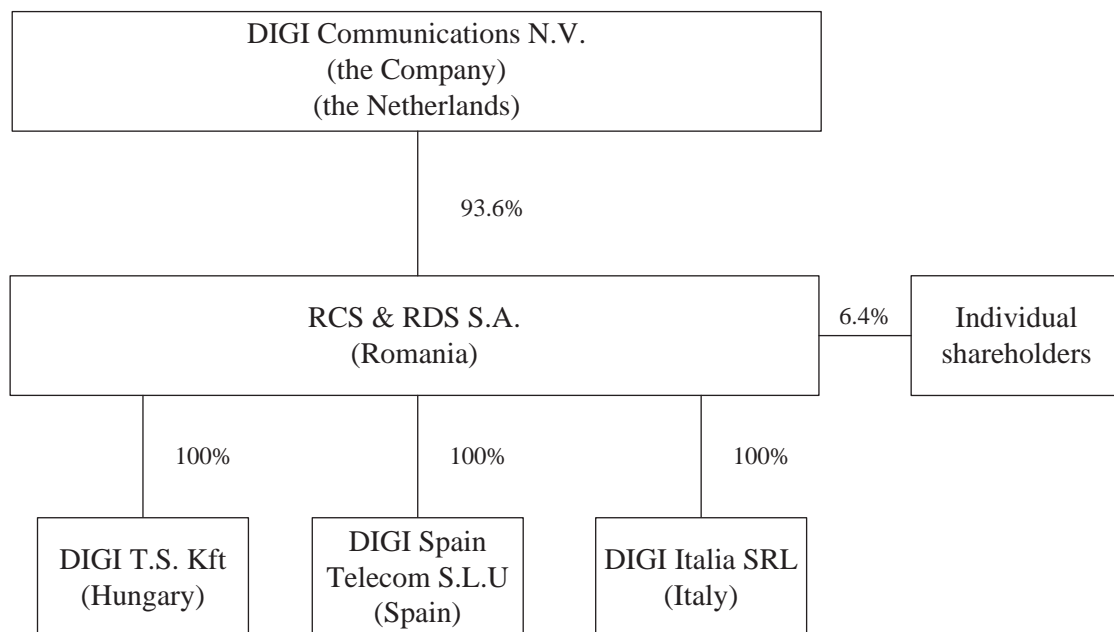 DIGI Communications N.V.
(the Company)
(the Netherlands)
93.6%
RCS & RDS S.A.
(Romania)
6.4%
Individual
shareholders
100%
100%
100%
DIGI T.S. Kft
(Hungary)
DIGI Spain
Telecom S.L.U
(Spain)
DIGI Italia SRL
(Italy)